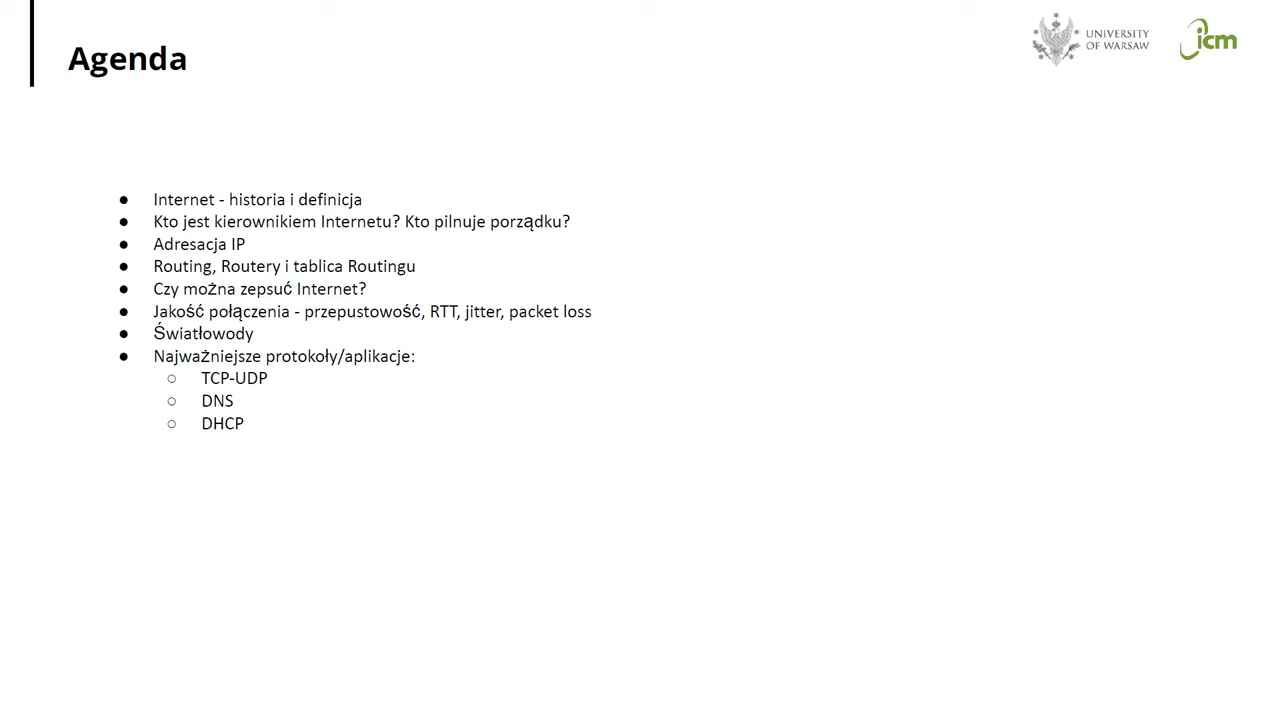 Agenda
UNIVERSITY
OF WARSAW
icm
● Internet - historia i definicja
● Kto jest kierownikiem Internetu? Kto pilnuje porządku?
● Adresacja IP
● Routing, Routery i tablica Routingu
● Czy można zepsuć Internet?
● Jakość połączenia - przepustowość, RTT, jitter, packet loss
● Światłowody
● Najważniejsze protokoły/aplikacje:
○ TCP-UDP
○ DNS
○ DHCP